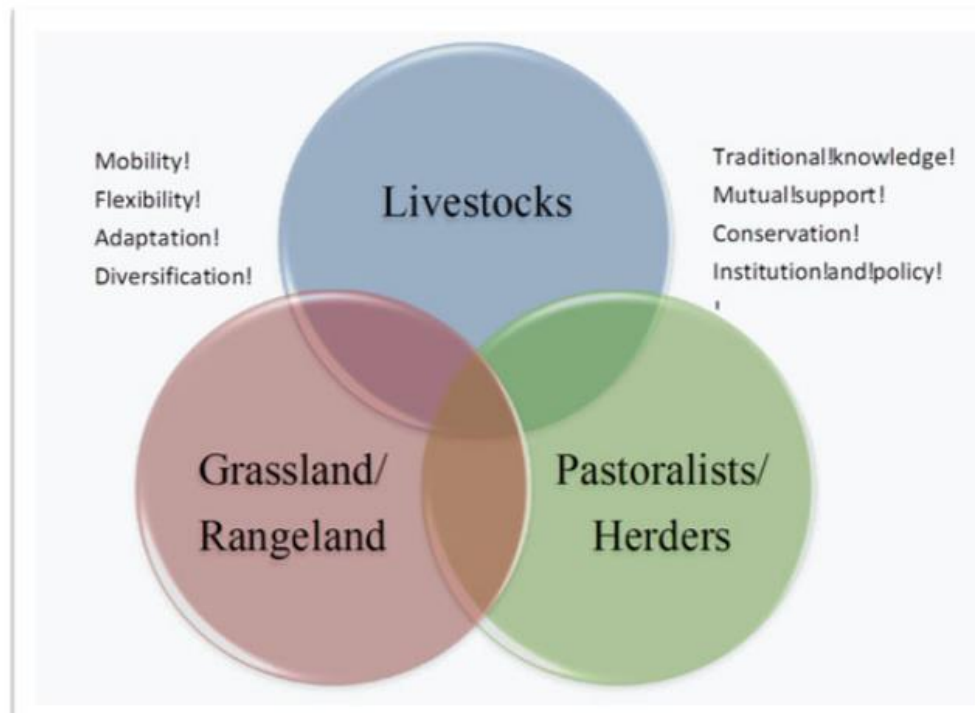 Mobility!
Flexibility!
Adaptation!
Diversification!
Livestocks
Traditional!knowledge!
Mutual!support!
Conservation!
Institution!and!policy!
!
Grassland/
Rangeland
Pastoralists/
Herders